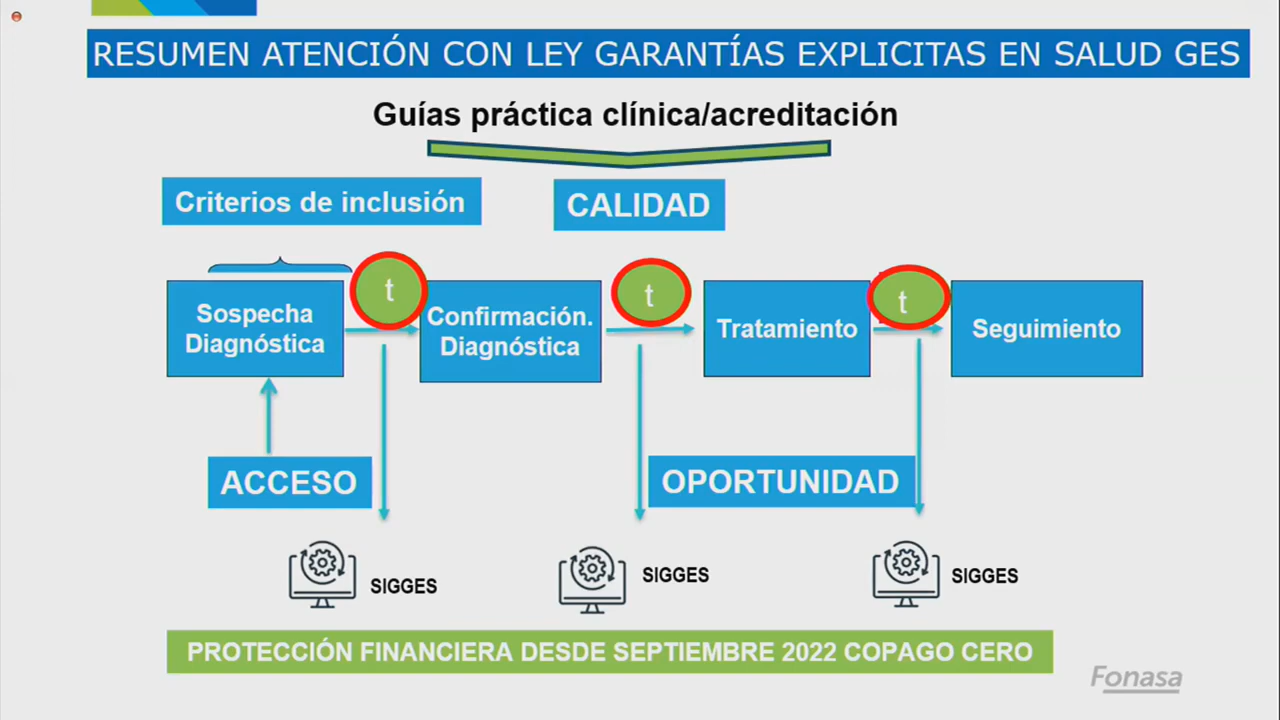 RESUMEN ATENCIÓN CON LEY GARANTÍAS EXPLICITAS EN SALUD GES
Guías práctica clínica/acreditación
Criterios de inclusión
CALIDAD
t
t
t
Sospecha
Diagnóstica
Confirmación.
Diagnóstica
Tratamiento
Seguimiento
ACCESO
OPORTUNIDAD
SIGGES
SIGGES
SIGGES
PROTECCIÓN FINANCIERA DESDE SEPTIEMBRE 2022 COPAGO CERO
Fonasa